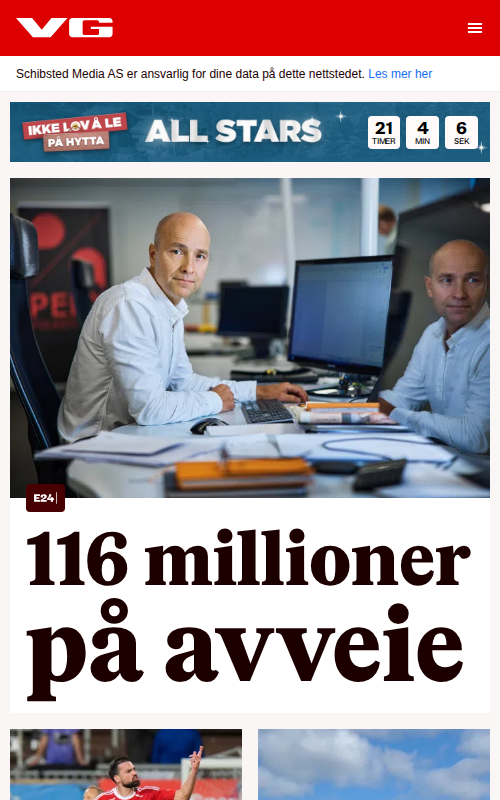 VG
Schibsted Media AS er ansvarlig for dine data på dette nettstedet. Les mer her
IKKE LOV Å LE
PÅ HYTTA
ALL STARS
21
TIMER
4
MIN
6
SEK
E24
116 millioner
på avveie